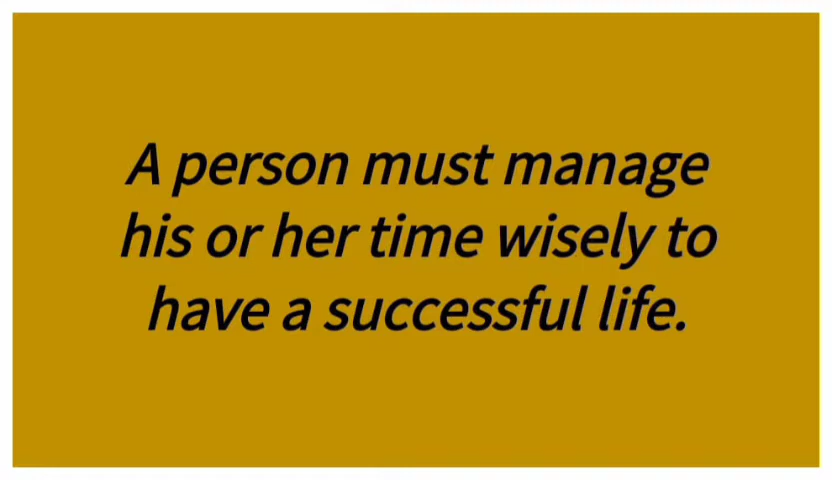 A person must manage
his or her time wisely to
have a successful life.